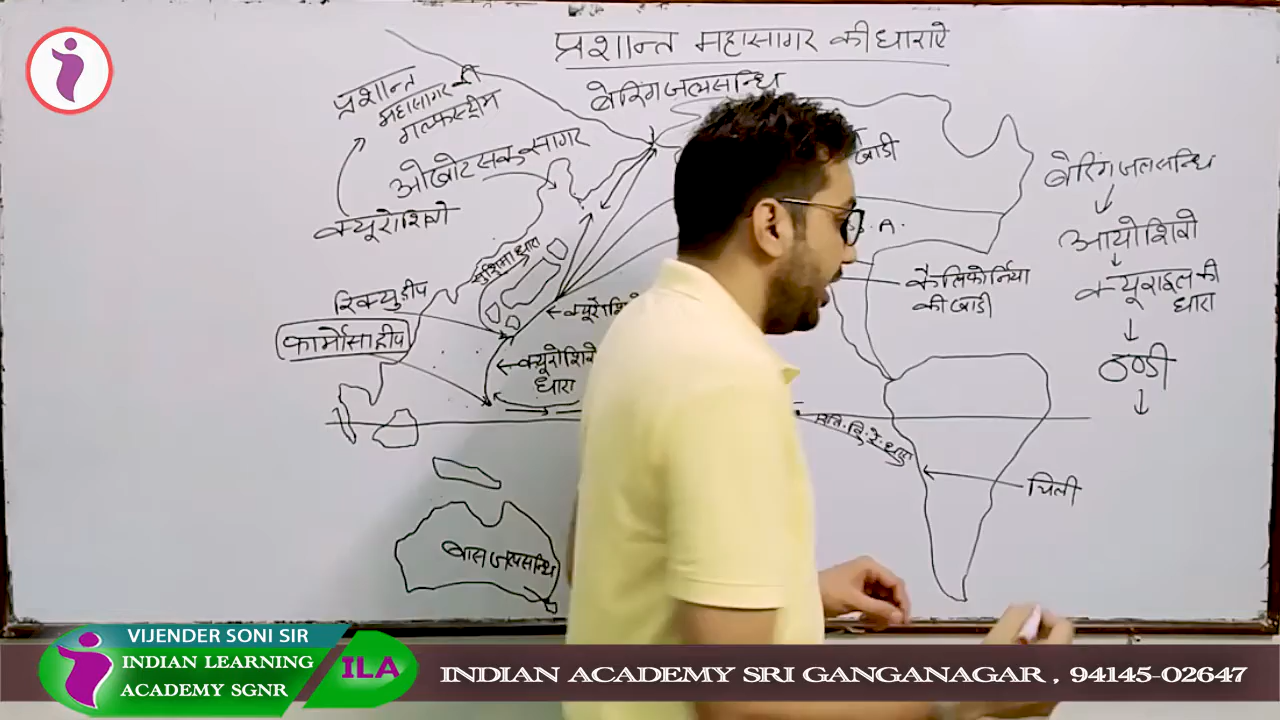 प्रशान्त महासागर की धाराऐ
बेरिंग जलसन्धि
प्रशान्त
महासागर की
गल्फस्ट्रीम
ओखोटसक सागर
क्यूरोशिवो
सुशिमा धारा
रिक्यु द्वीप
कार्मोसा द्वीप
क्यूरोशिवो
धारा
खाडी
. A.
कैलिफोर्निया
की खाडी
बेरिंग जलसन्धि
आयोशिवो
क्यूराइल की
धारा
ठण्डी
चिली
बास जलसन्धि
VIJENDER SONI SIR
INDIAN LEARNING
ACADEMY SGNR
ILA
INDIAN ACADEMY SRI GANGANAGAR , 94145-02647